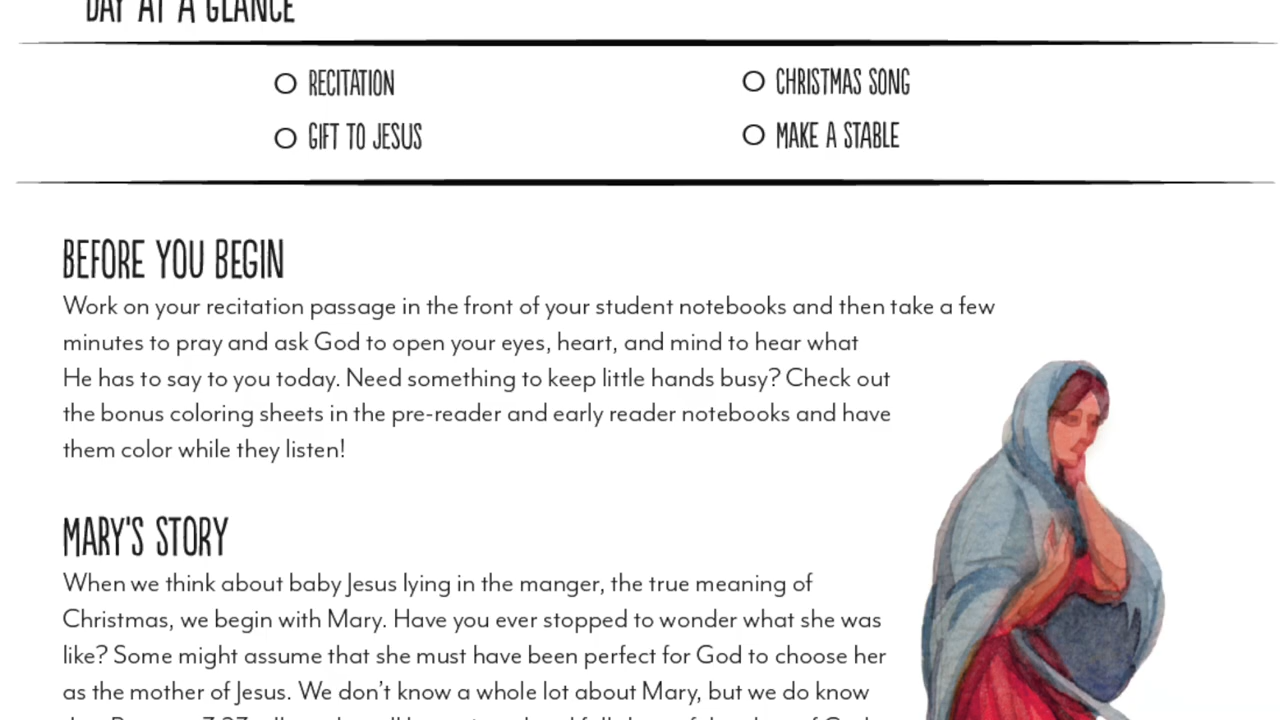 DAY AT A GLANCE
RECITATION
CHRISTMAS SONG
GIFT TO JESUS
MAKE A STABLE
BEFORE YOU BEGIN
Work on your recitation passage in the front of your student notebooks and then take a few
minutes to pray and ask God to open your eyes, heart, and mind to hear what
He has to say to you today. Need something to keep little hands busy? Check out
the bonus coloring sheets in the pre-reader and early reader notebooks and have
them color while they listen!
MARY'S STORY
When we think about baby Jesus lying in the manger, the true meaning of
Christmas, we begin with Mary. Have you ever stopped to wonder what she was
like? Some might assume that she must have been perfect for God to choose her
as the mother of Jesus. We don't know a whole lot about Mary, but we do know